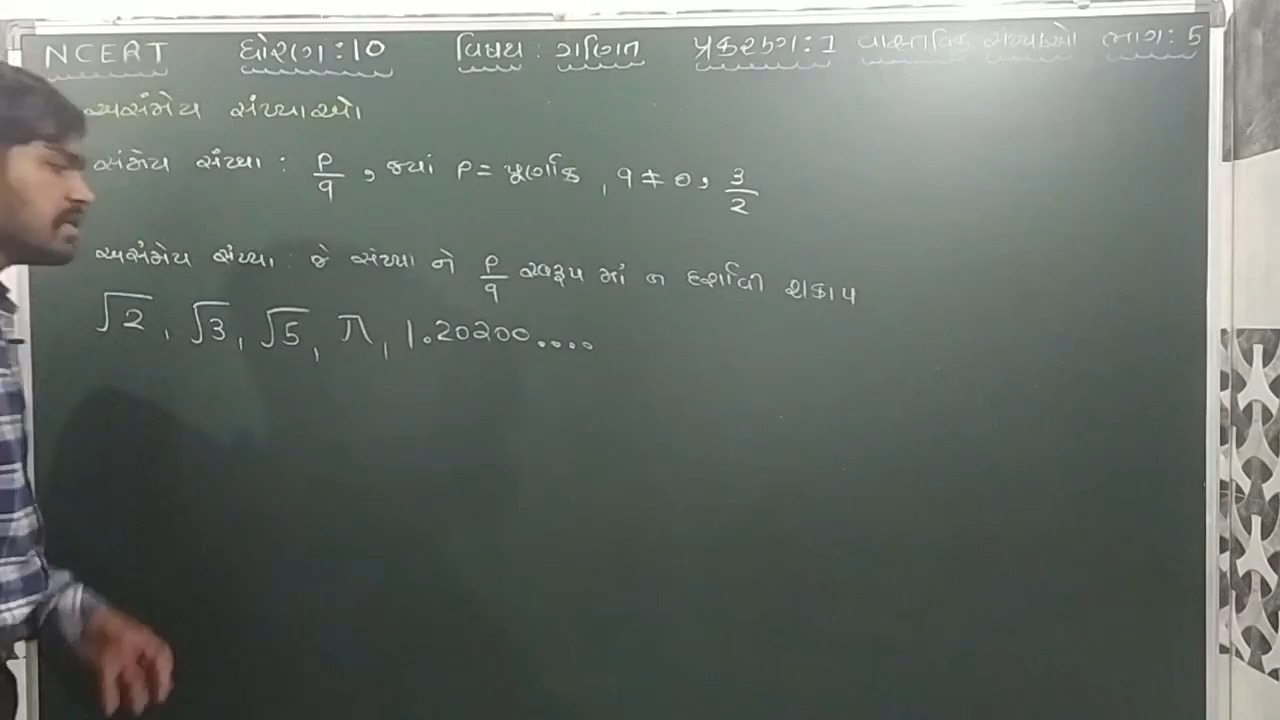 NCERT ધોરણ : 10 વિષય : ગણિત પ્રકરણ : 1 વાસ્તવિક સંખ્યાઓ ભાગ : 5
અસંમેય સંખ્યાઓ
સંમેય સંખ્યા : p/q , જ્યાં p = પૂર્ણાંક , q ≠ 0 , 3/2
અસંમેય સંખ્યા : જે સંખ્યા ને p/q સ્વરૂપ માં ન દર્શાવી શકાય
√2 , √3 , √5 , π , 1.20200....